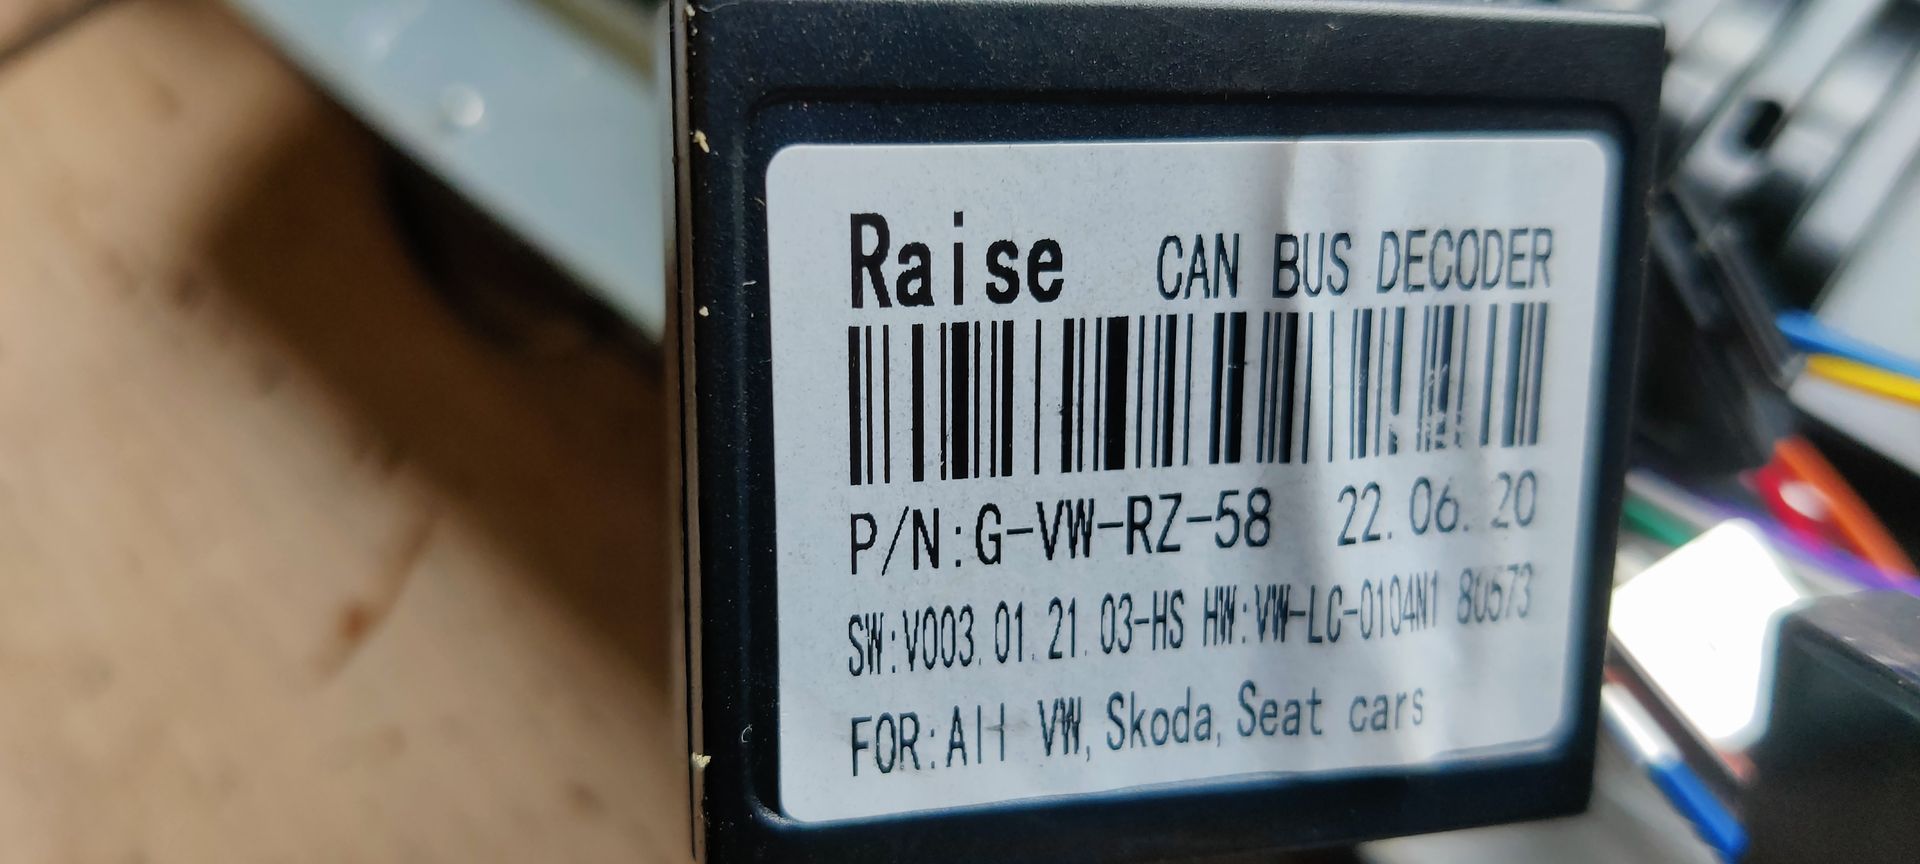 Raise CAN BUS DECODER
P/N:G-VW-RZ-58 22.06.20
SW:V003.01.21.03-HS HW:VW-LC-0104N1 80573
FOR:All VW, Skoda, Seat cars